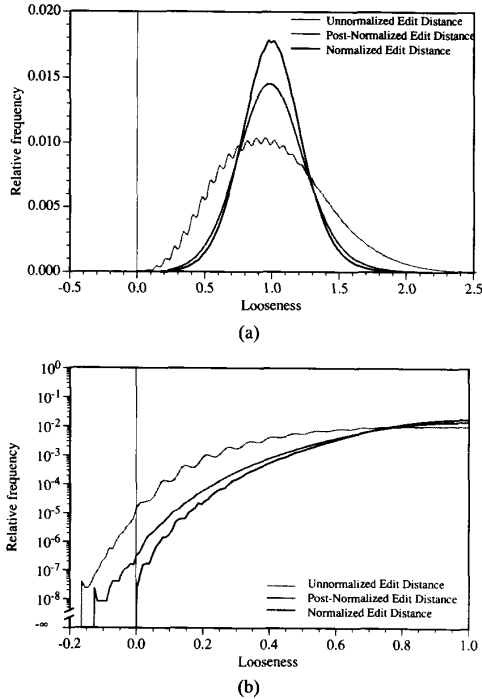 0.020
0.015
0.010
0.005
0.000
Relative frequency
Unnormalized Edit Distance
Post-Normalized Edit Distance
Normalized Edit Distance
-0.5 0.0 0.5 1.0 1.5 2.0 2.5
Looseness
(a)
10^0
10^-1
10^-2
10^-3
10^-4
10^-5
10^-6
10^-7
10^-8
-∞
Relative frequency
Unnormalized Edit Distance
Post-Normalized Edit Distance
Normalized Edit Distance
-0.2 0.0 0.2 0.4 0.6 0.8 1.0
Looseness
(b)